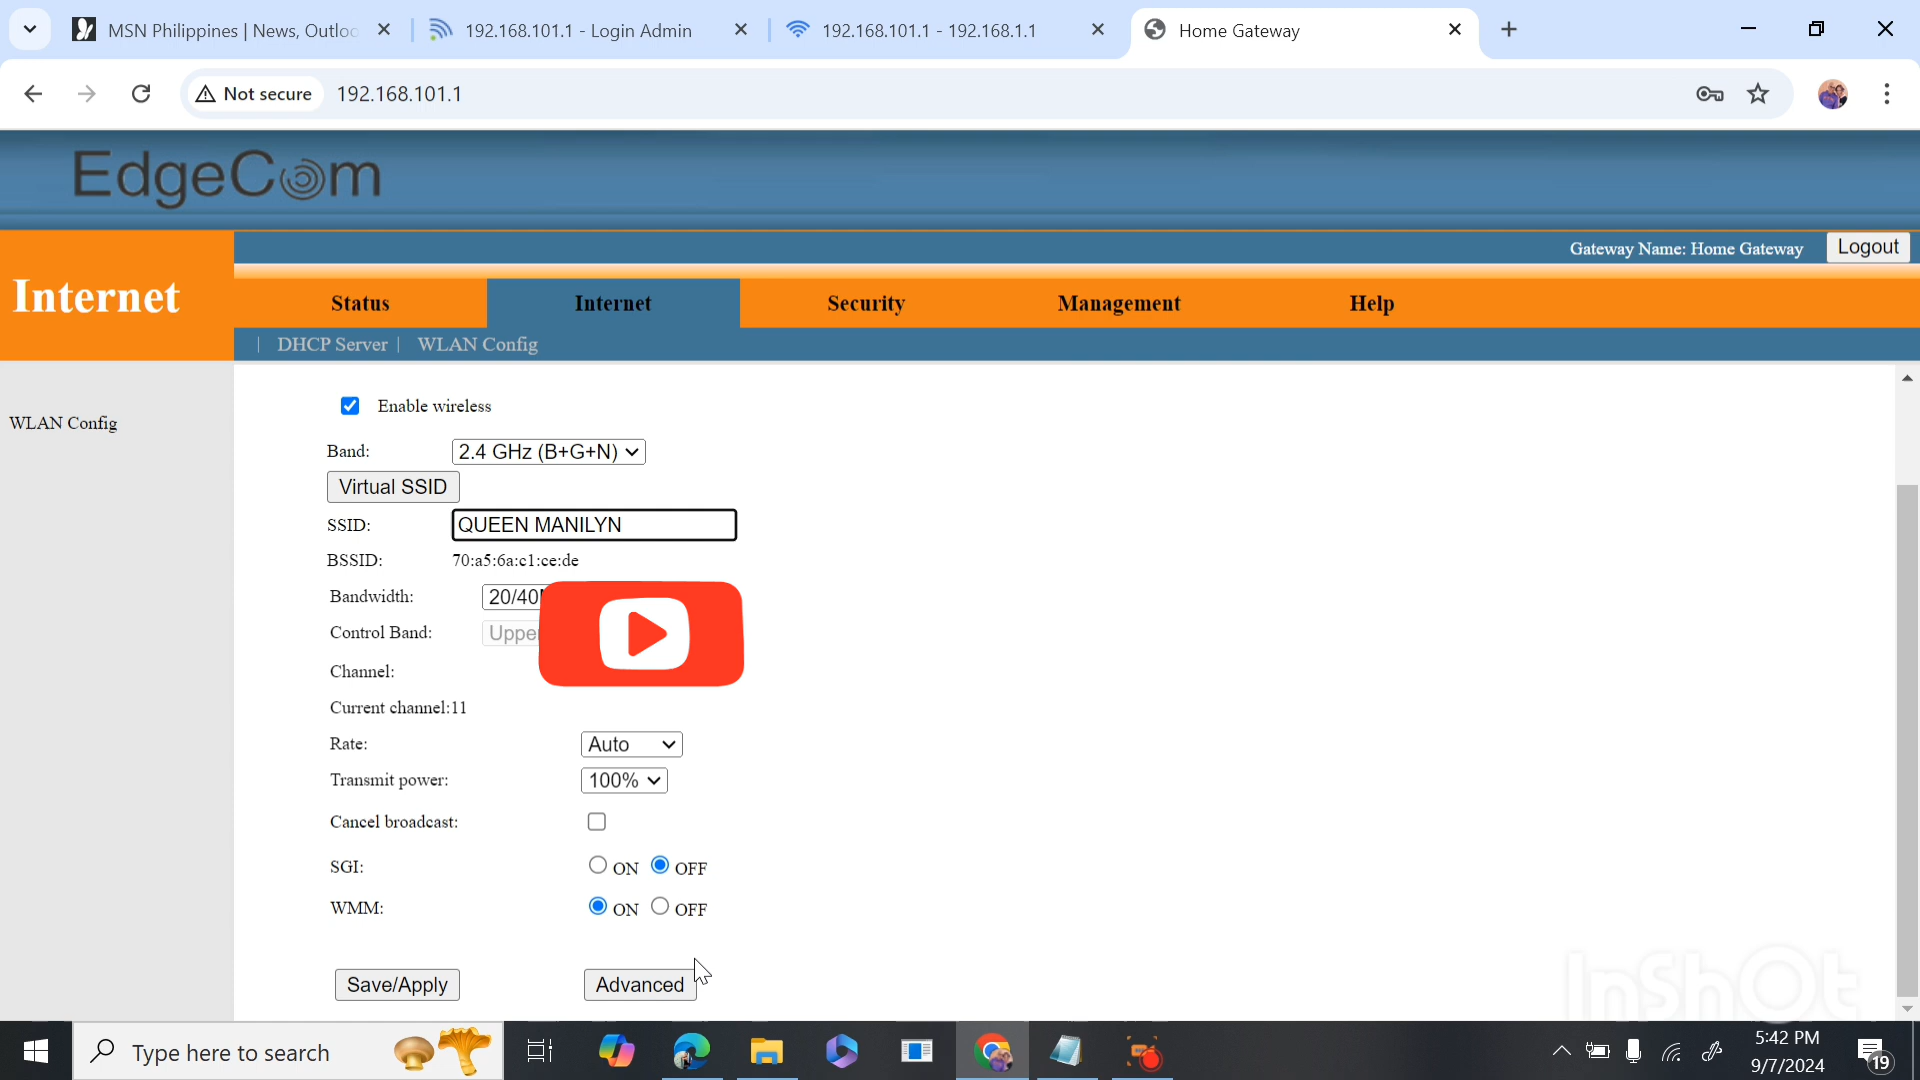 MSN Philippines | News, Outloo
192.168.101.1 - Login Admin
192.168.101.1 - 192.168.1.1
Home Gateway
Not secure
192.168.101.1
EdgeCom
Gateway Name: Home Gateway
Logout
Internet
Status
Internet
Security
Management
Help
| DHCP Server | WLAN Config
WLAN Config
Enable wireless
Band: 2.4 GHz (B+G+N)
Virtual SSID
SSID: QUEEN MANILYN
BSSID: 70:a5:6a:c1:ce:de
Bandwidth: 20/40
Control Band: Upper
Channel:
Current channel:11
Rate: Auto
Transmit power: 100%
Cancel broadcast:
SGI: ON OFF
WMM: ON OFF
Save/Apply
Advanced
InShOt
Type here to search
5:42 PM
9/7/2024
19